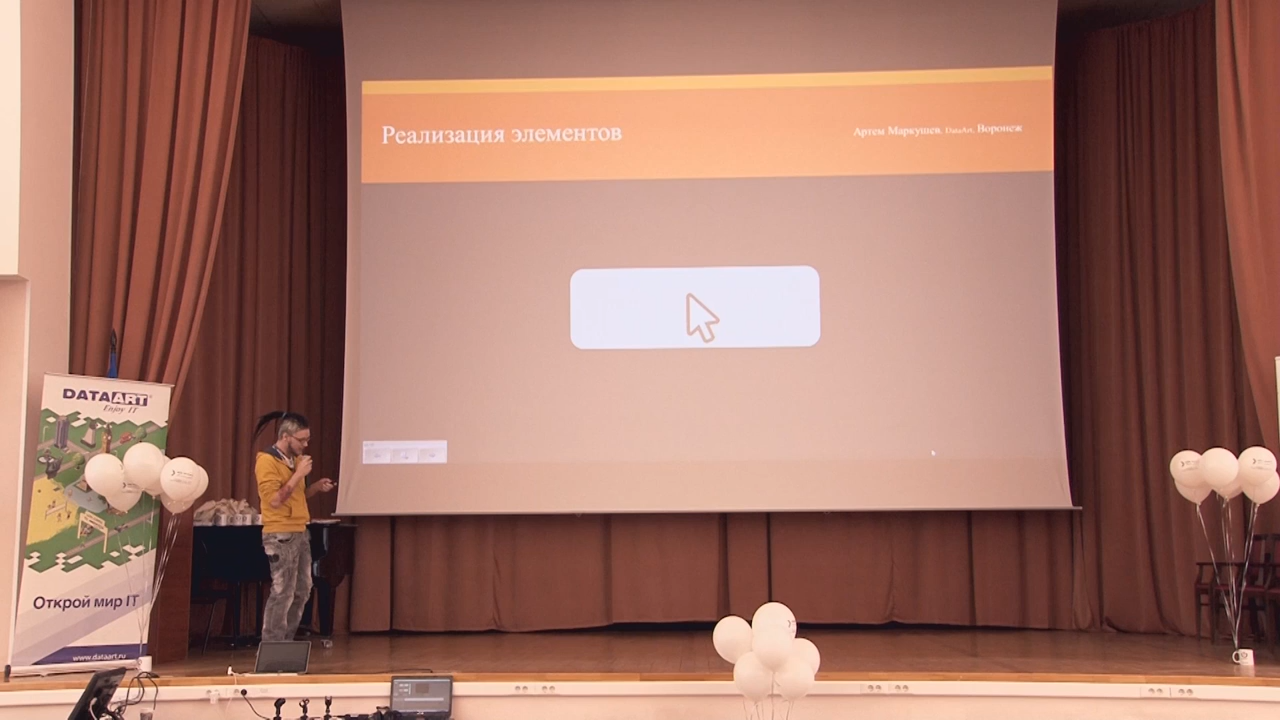 Реализация элементов
Артем Маркушев, DataArt, Воронеж
DATAART
Enjoy IT
Открой мир IT
www.dataart.ru